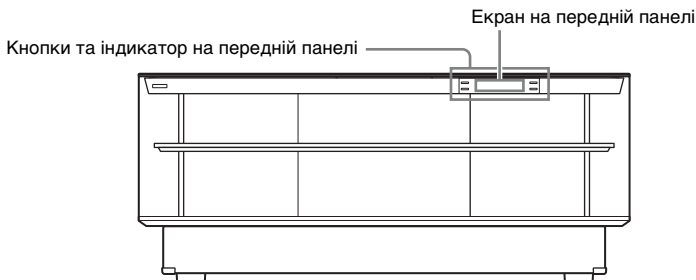 Екран на передній панелі
Кнопки та індикатор на передній панелі